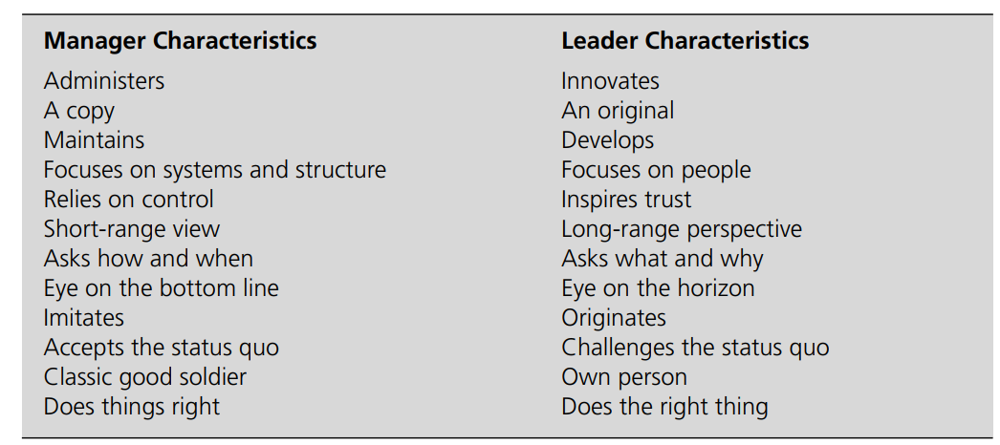 Manager Characteristics Leader Characteristics
Administers Innovates
A copy An original
Maintains Develops
Focuses on systems and structure Focuses on people
Relies on control Inspires trust
Short-range view Long-range perspective
Asks how and when Asks what and why
Eye on the bottom line Eye on the horizon
Imitates Originates
Accepts the status quo Challenges the status quo
Classic good soldier Own person
Does things right Does the right thing